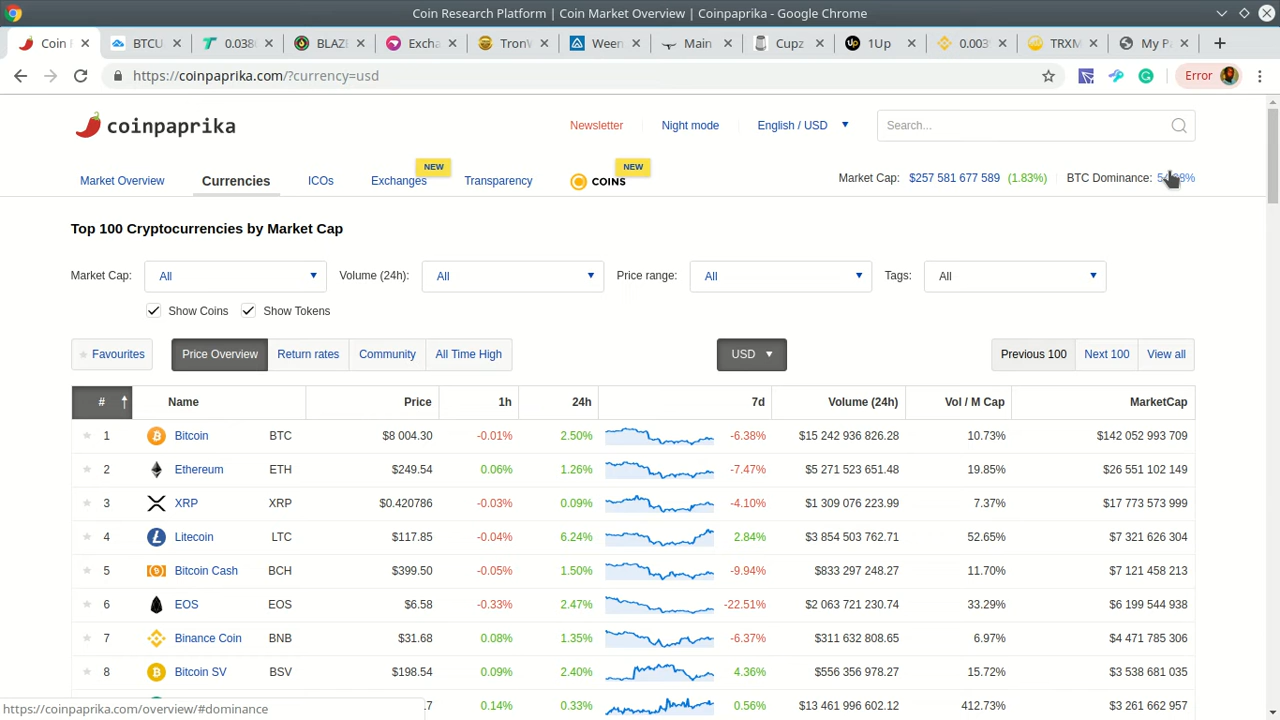 Coin Research Platform | Coin Market Overview | Coinpaprika - Google Chrome
Coin BTCU 0.038 BLAZ Excha TronW Ween Main Cupz 1Up 0.003 TRXM My P
https://coinpaprika.com/?currency=usd Error
coinpaprika Newsletter Night mode English / USD Search...
NEW NEW
Market Overview Currencies ICOs Exchanges Transparency COINS Market Cap: $257 581 677 589 (1.83%) BTC Dominance:
Top 100 Cryptocurrencies by Market Cap
Market Cap: All Volume (24h): All Price range: All Tags: All
Show Coins Show Tokens
Favourites Price Overview Return rates Community All Time High USD Previous 100 Next 100 View all
# Name Price 1h 24h 7d Volume (24h) Vol / M Cap MarketCap
1 Bitcoin BTC $8 004.30 -0.01% 2.50% -6.38% $15 242 936 826.28 10.73% $142 052 993 709
2 Ethereum ETH $249.54 0.06% 1.26% -7.47% $5 271 523 651.48 19.85% $26 551 102 149
3 XRP XRP $0.420786 -0.03% 0.09% -4.10% $1 309 076 223.99 7.37% $17 773 573 999
4 Litecoin LTC $117.85 -0.04% 6.24% 2.84% $3 854 503 762.71 52.65% $7 321 626 304
5 Bitcoin Cash BCH $399.50 -0.05% 1.50% -9.94% $833 297 248.27 11.70% $7 121 458 213
6 EOS EOS $6.58 -0.33% 2.47% -22.51% $2 063 721 230.74 33.29% $6 199 544 938
7 Binance Coin BNB $31.68 0.08% 1.35% -6.37% $311 632 808.65 6.97% $4 471 785 306
8 Bitcoin SV BSV $198.54 0.09% 2.40% 4.36% $556 356 978.27 15.72% $3 538 681 035
.7 0.14% 0.33% 0.56% $13 461 996 602.12 412.73% $3 261 662 957
https://coinpaprika.com/overview/#dominance